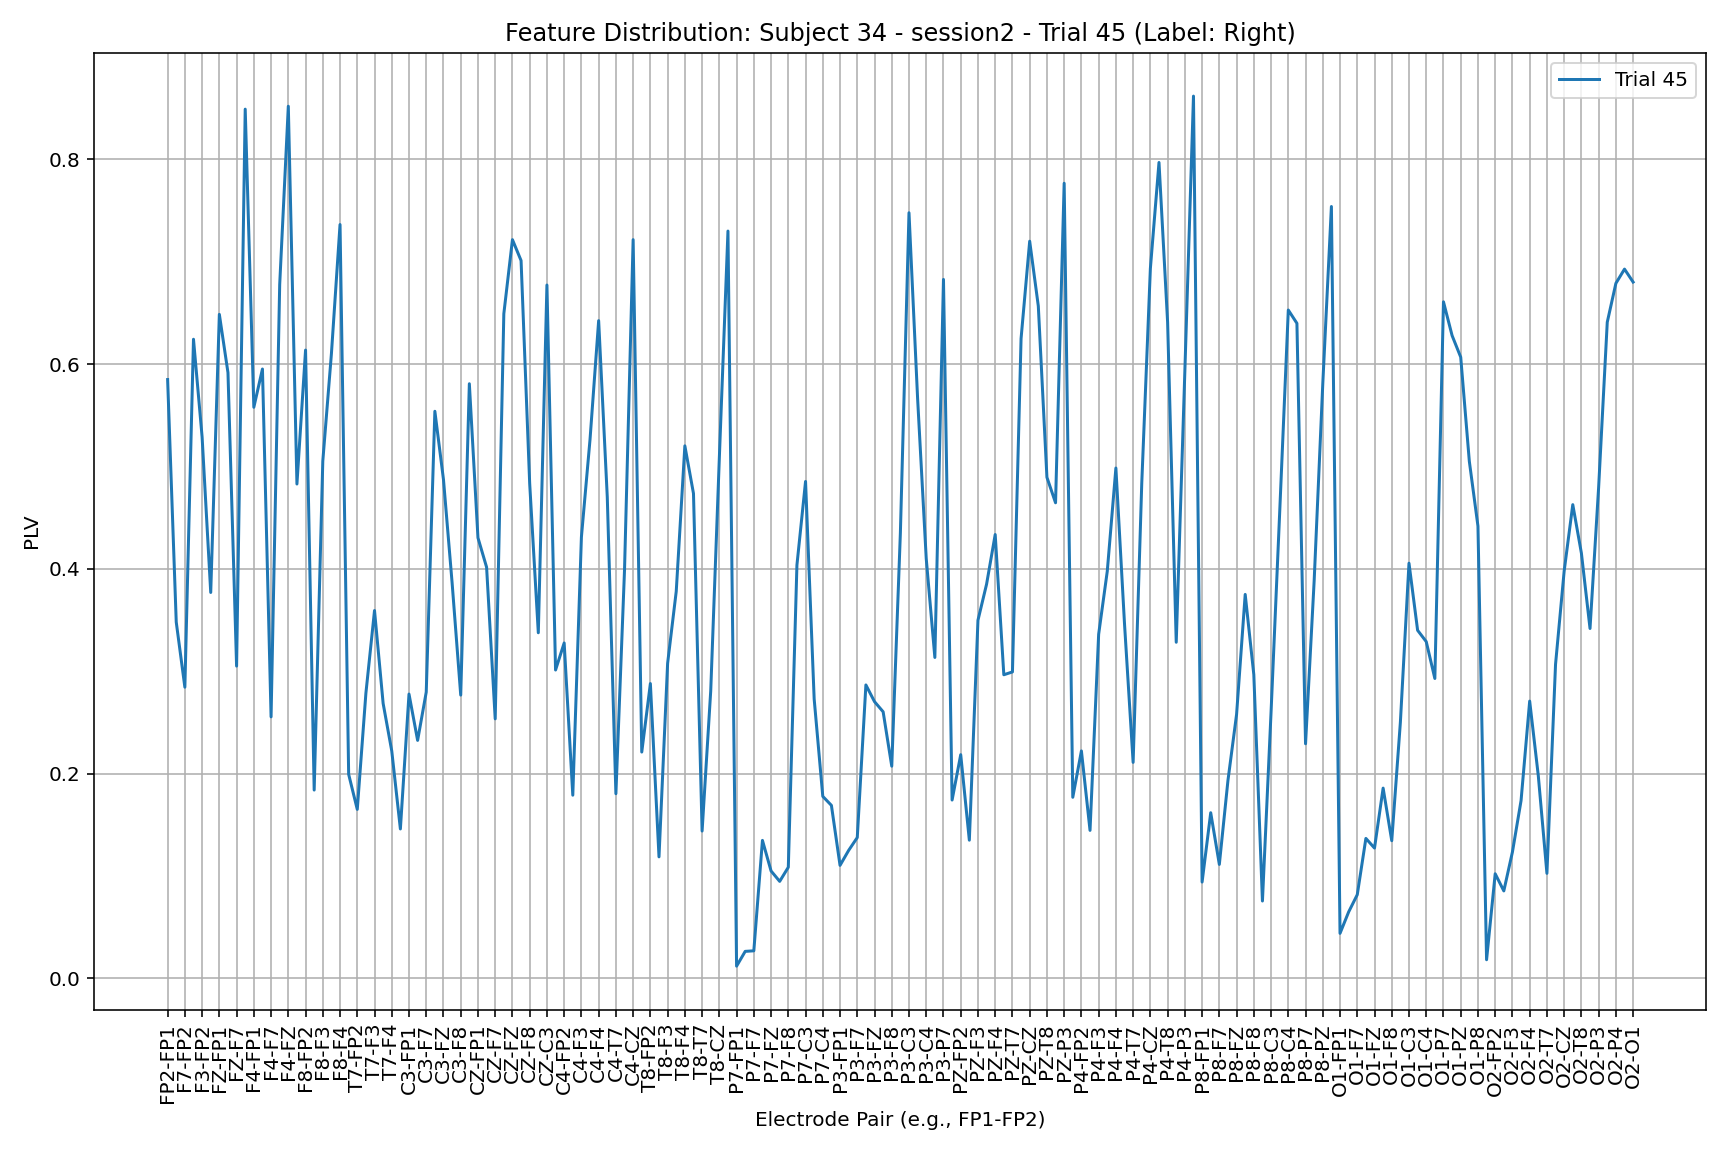 Feature Distribution: Subject 34 - session2 - Trial 45 (Label: Right)
Trial 45
PLV
0.8
0.6
0.4
0.2
0.0
FP2-FP1
F7-FP2
F3-FP2
FZ-FP1
FZ-F7
F4-FP1
F4-F7
F4-FZ
F8-FP2
F8-F3
F8-F4
T7-FP2
T7-F3
T7-F4
C3-FP1
C3-F7
C3-FZ
C3-F8
CZ-FP1
CZ-F7
CZ-FZ
CZ-F8
CZ-C3
C4-FP2
C4-F3
C4-F4
C4-T7
C4-CZ
T8-FP2
T8-F3
T8-F4
T8-T7
T8-CZ
P7-FP1
P7-F7
P7-FZ
P7-F8
P7-C3
P7-C4
P3-FP1
P3-F7
P3-FZ
P3-F8
P3-C3
P3-C4
P3-P7
PZ-FP2
PZ-F3
PZ-F4
PZ-T7
PZ-CZ
PZ-T8
PZ-P3
P4-FP2
P4-F3
P4-F4
P4-T7
P4-CZ
P4-T8
P4-P3
P8-FP1
P8-F7
P8-FZ
P8-F8
P8-C3
P8-C4
P8-P7
P8-PZ
O1-FP1
O1-F7
O1-FZ
O1-F8
O1-C3
O1-C4
O1-P7
O1-PZ
O1-P8
O2-FP2
O2-F3
O2-F4
O2-T7
O2-CZ
O2-T8
O2-P3
O2-P4
O2-O1
Electrode Pair (e.g., FP1-FP2)